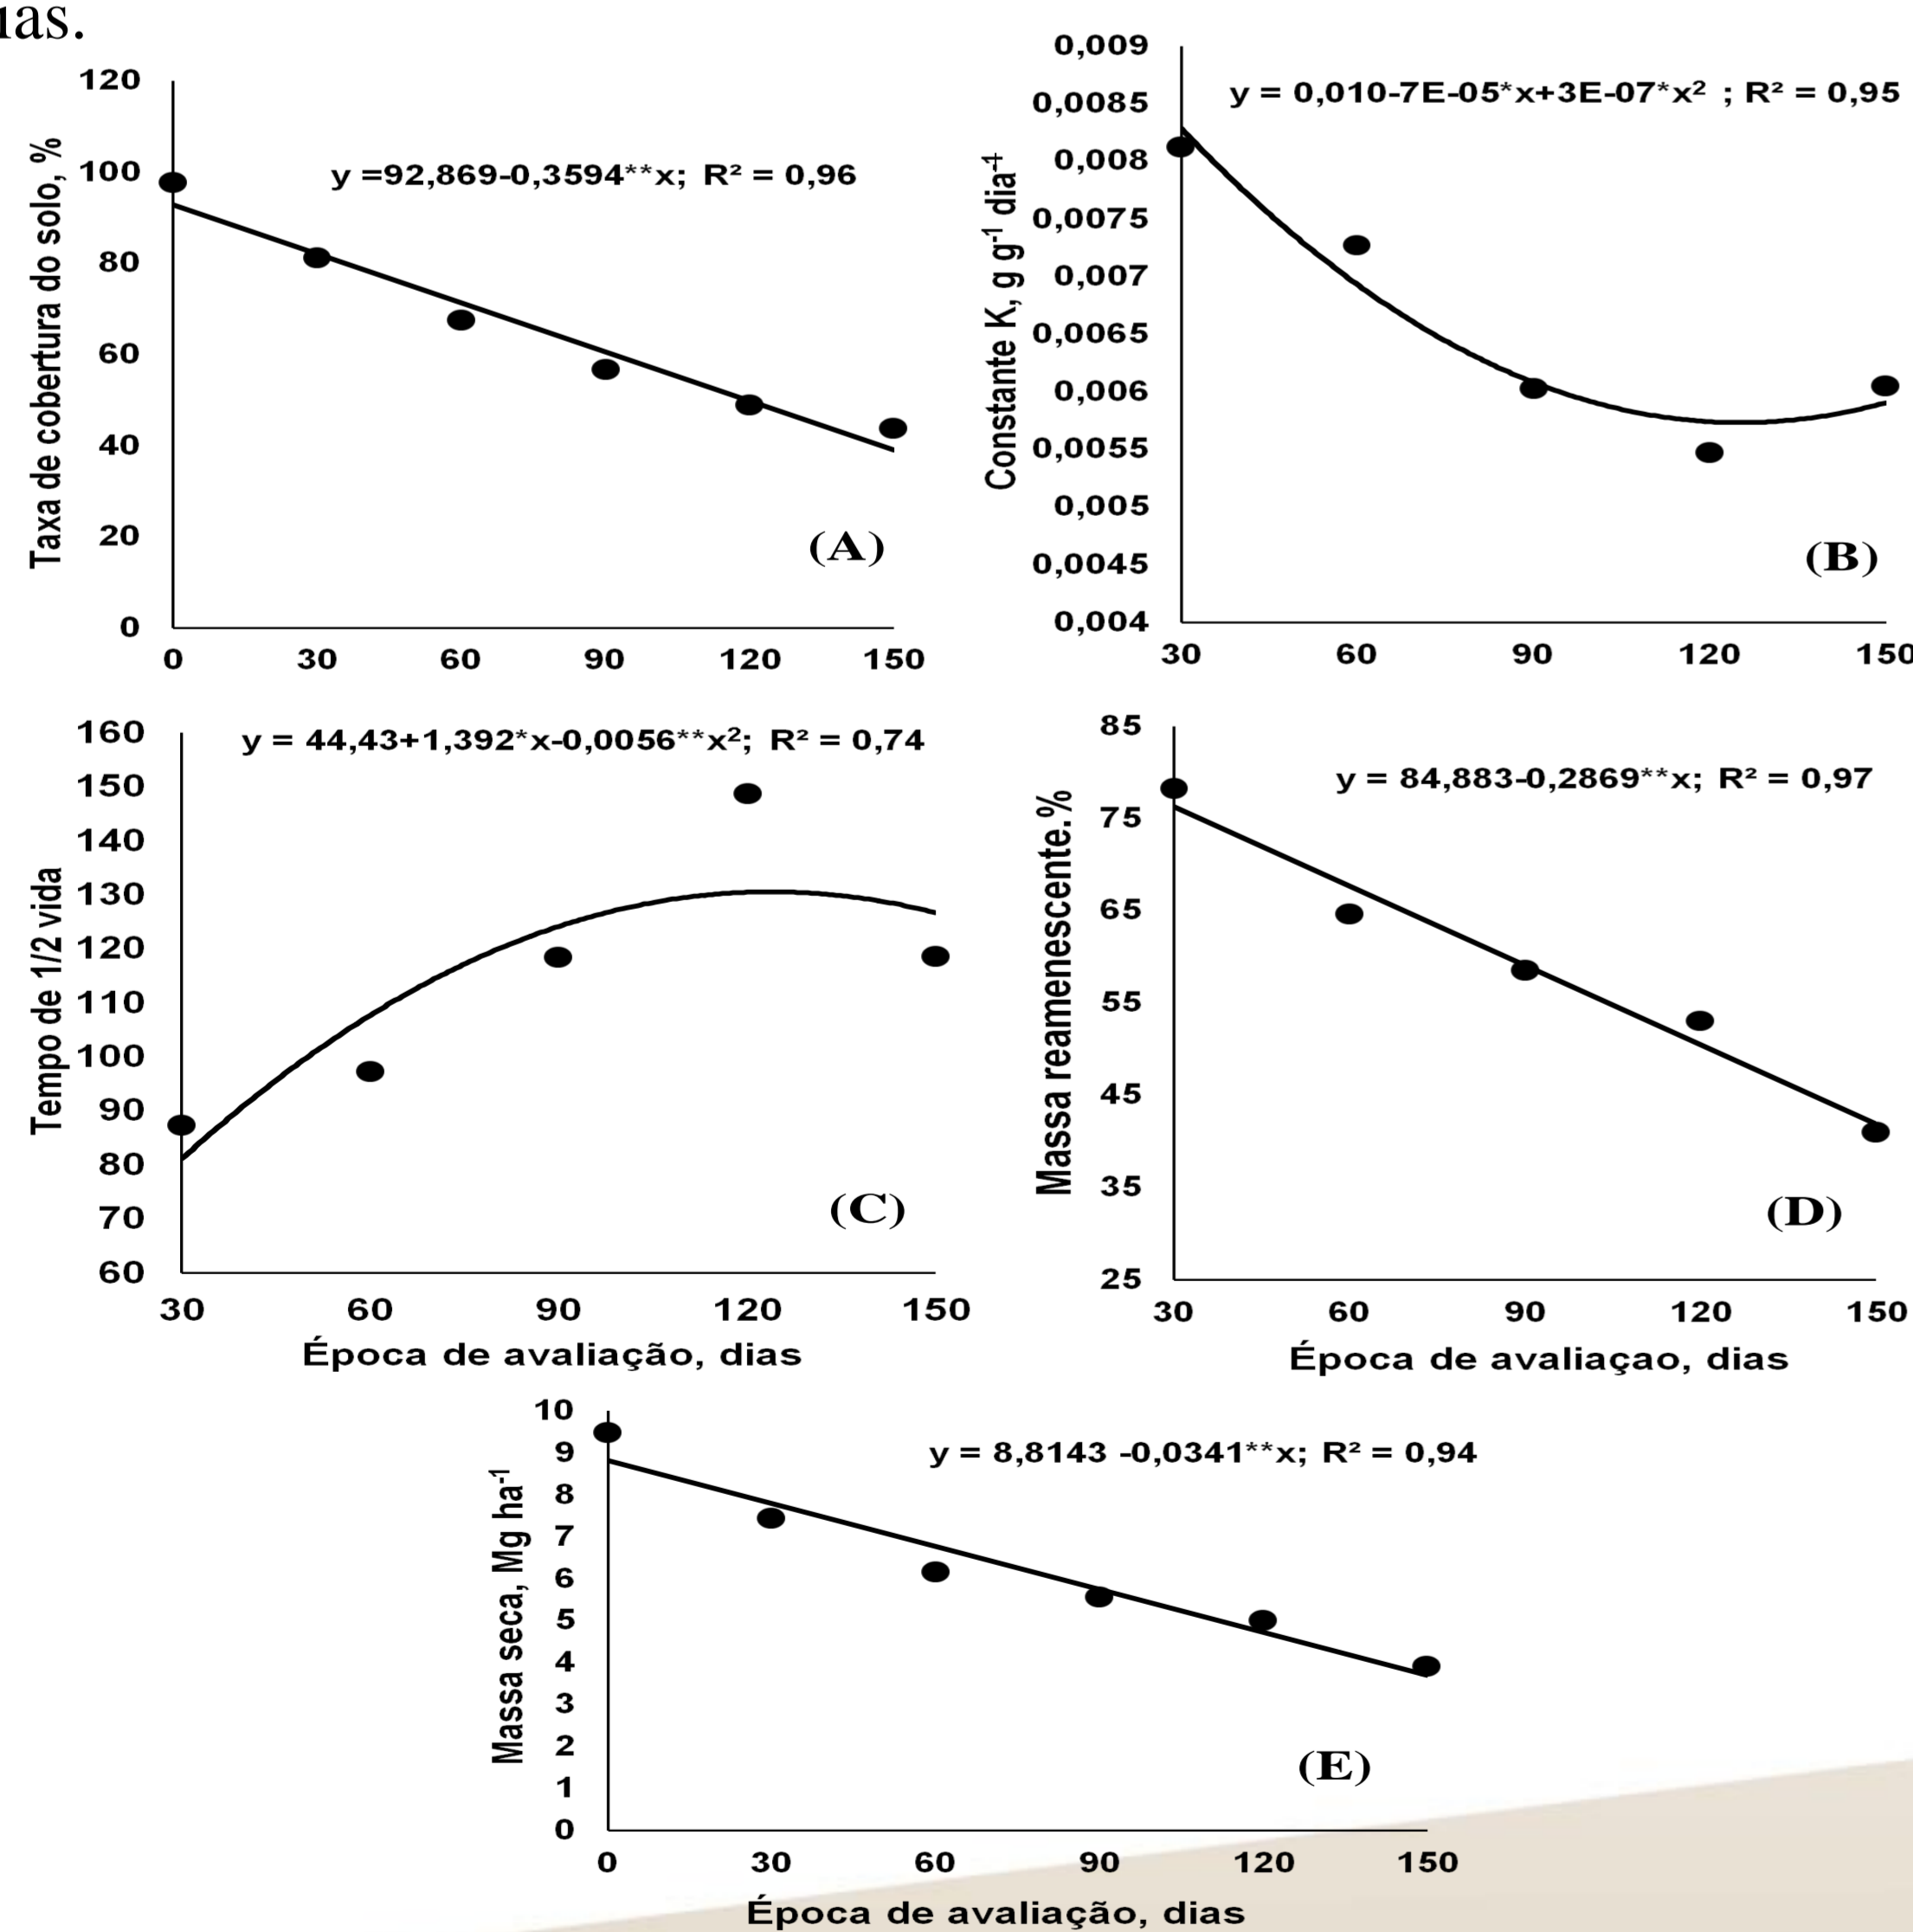 uas.
120
100
80
60
40
20
0
Taxa de cobertura do solo, %
y =92,869-0,3594**x; R² = 0,96
(A)
0 30 60 90 120 150
0,009
0,0085
0,008
0,0075
0,007
0,0065
0,006
0,0055
0,005
0,0045
0,004
Constante K, g g⁻¹ dia⁻¹
y = 0,010-7E-05*x+3E-07*x² ; R² = 0,95
(B)
30 60 90 120 150
160
150
140
130
120
110
100
90
80
70
60
Tempo de 1/2 vida
y = 44,43+1,392*x-0,0056**x²; R² = 0,74
(C)
30 60 90 120 150
Época de avaliação, dias
85
75
65
55
45
35
25
Massa reamenescente.%
y = 84,883-0,2869**x; R² = 0,97
(D)
30 60 90 120 150
Época de avaliaçao, dias
10
9
8
7
6
5
4
3
2
1
0
Massa seca, Mg ha⁻¹
y = 8,8143 -0,0341**x; R² = 0,94
(E)
0 30 60 90 120 150
Época de avaliação, dias